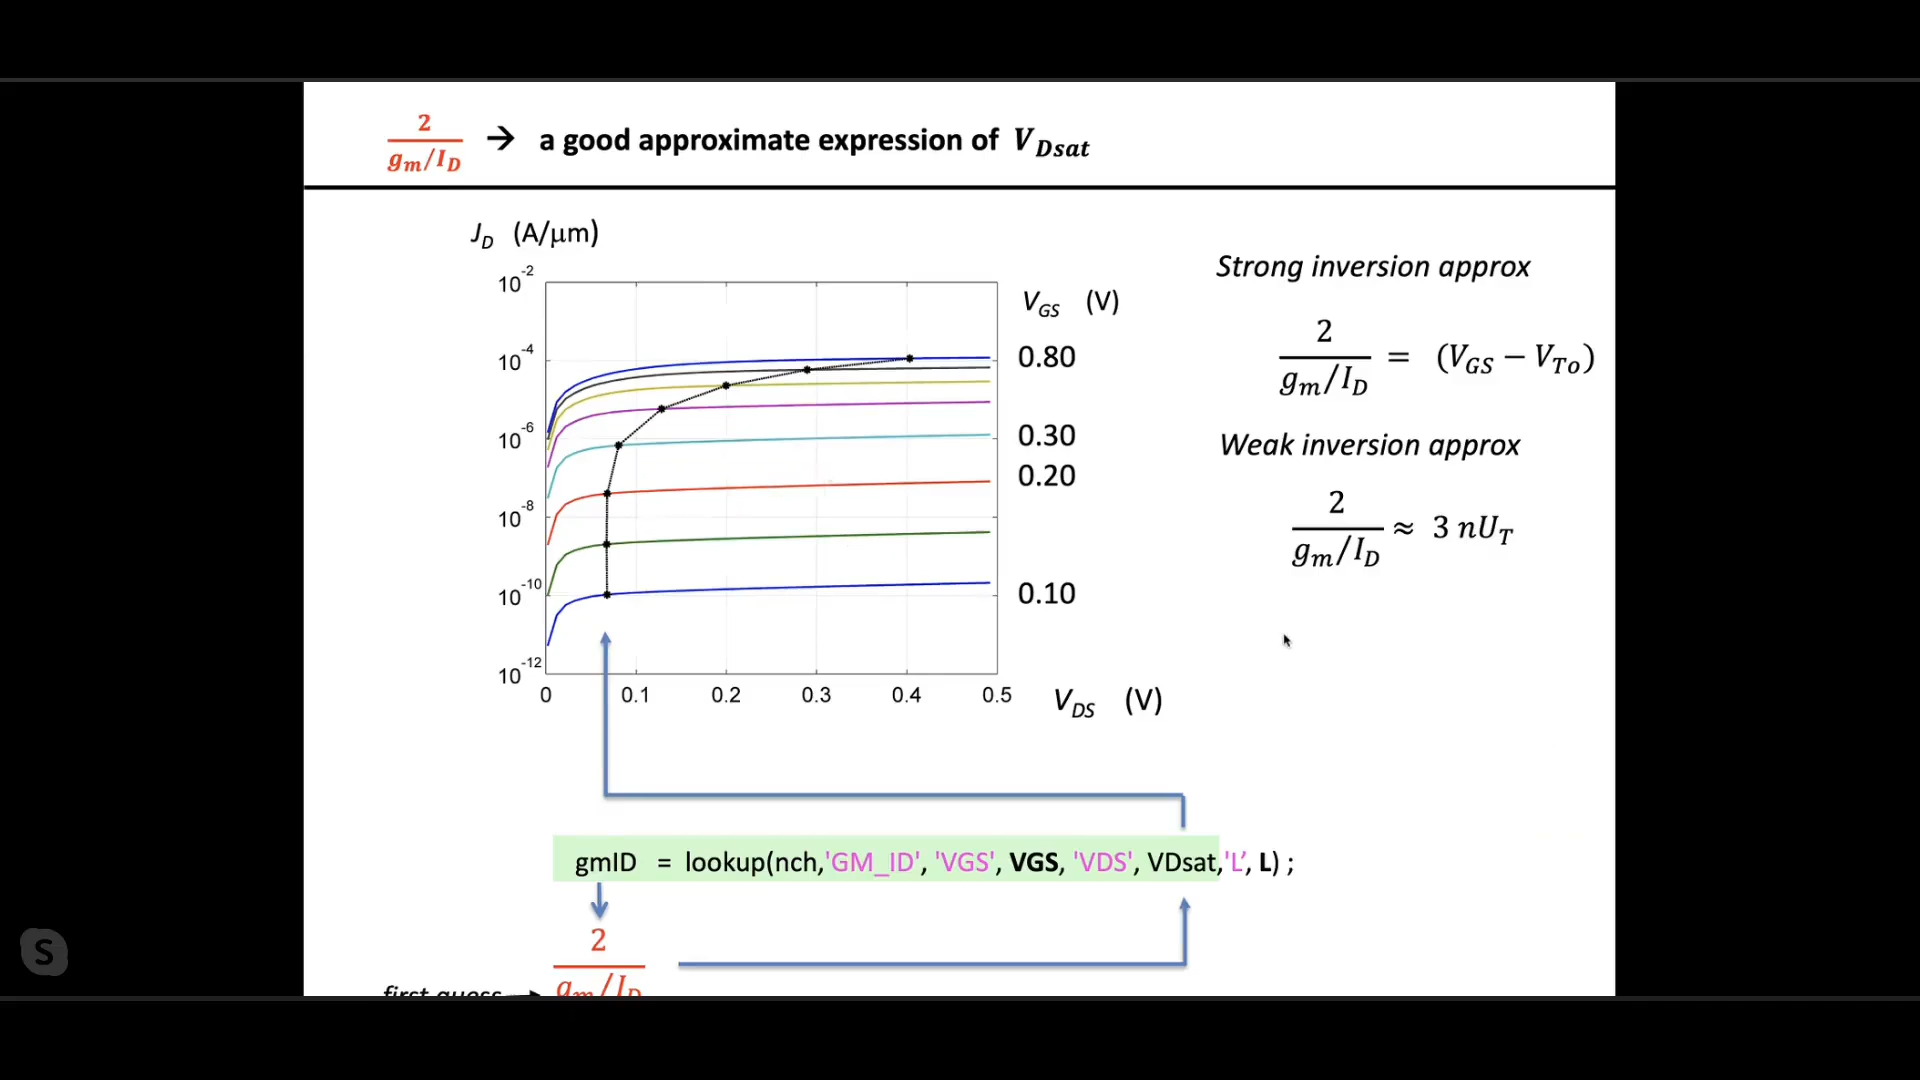 2
gm/ID → a good approximate expression of VDsat
JD (A/μm)
10-2
10-4
10-6
10-8
10-10
10-12
0 0.1 0.2 0.3 0.4 0.5
VDS (V)
VGS (V)
0.80
0.30
0.20
0.10
Strong inversion approx
2
gm/ID = (VGS − VTo)
Weak inversion approx
2
gm/ID ≈ 3 nUT
gmID = lookup(nch,'GM_ID', 'VGS', VGS, 'VDS', VDsat,'L’, L) ;
2
first guess → gm/ID
S